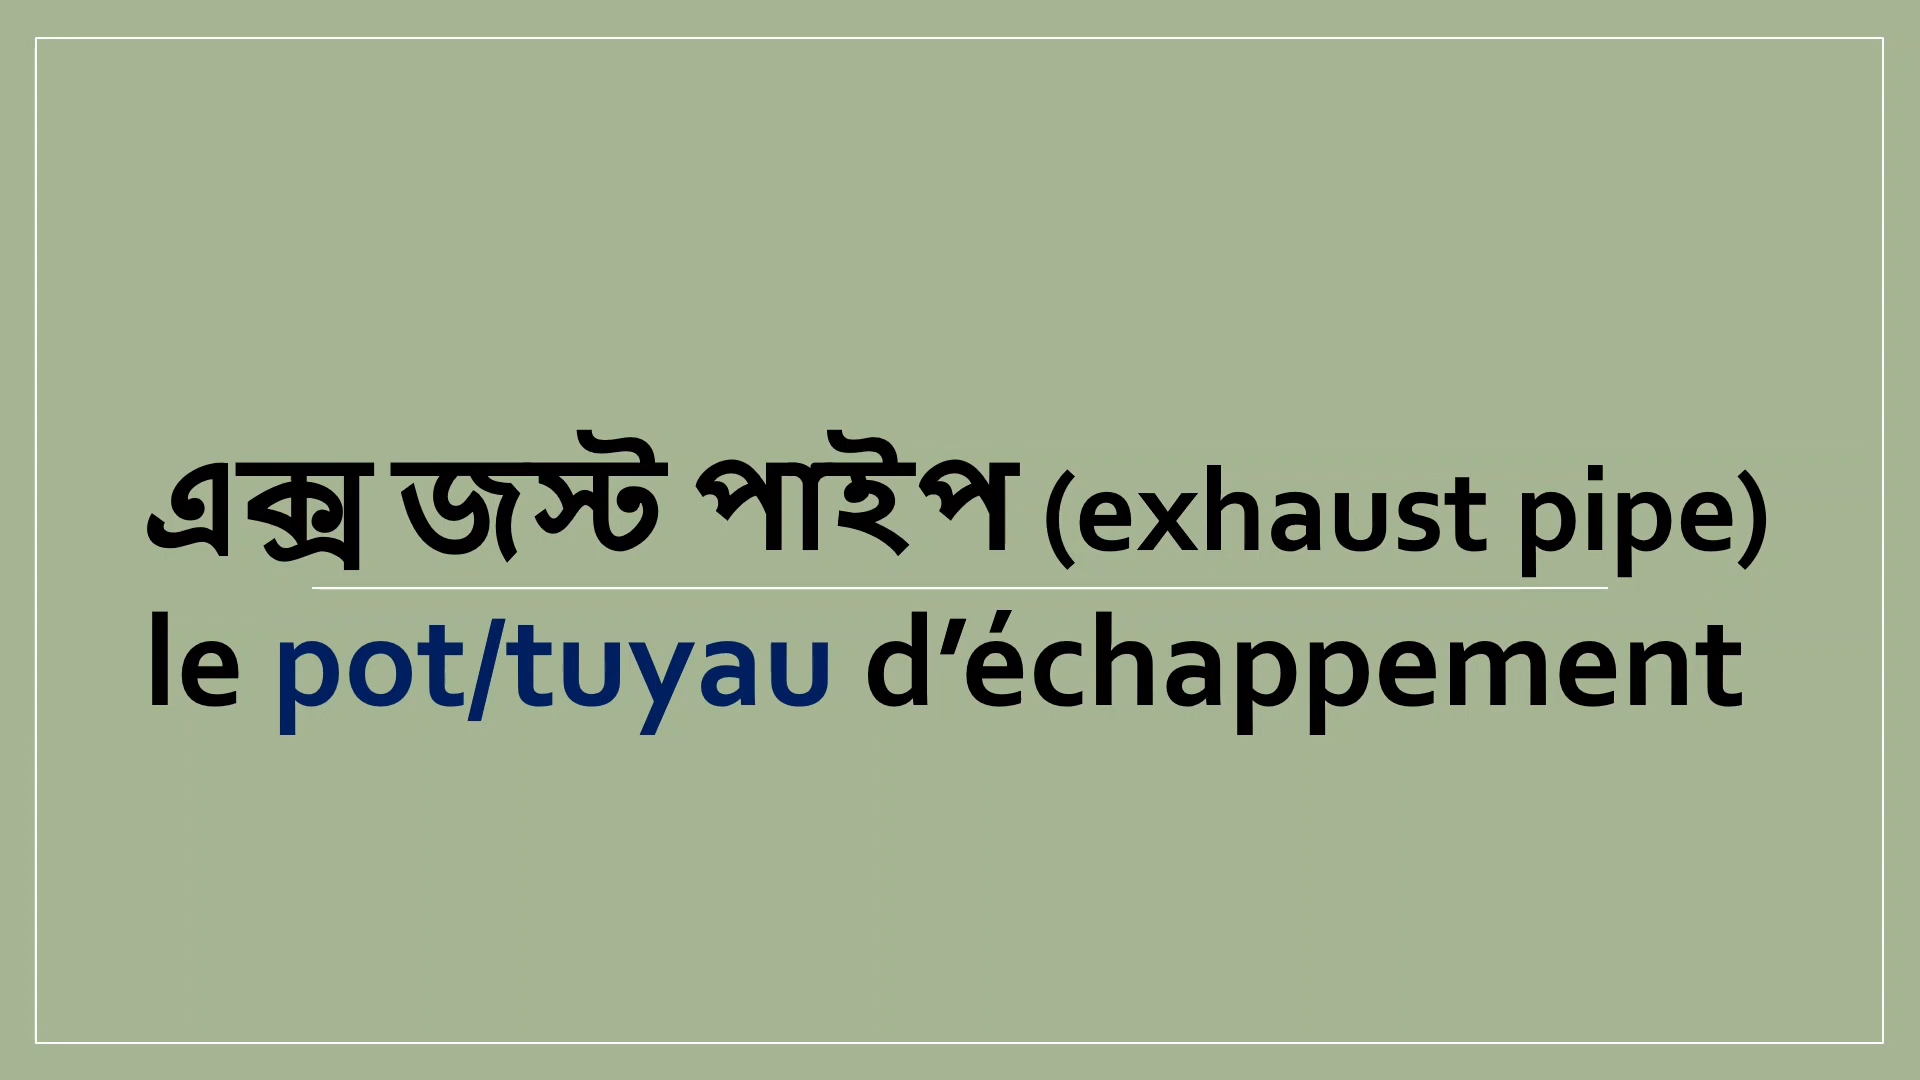 এক্স জস্ট পাইপ (exhaust pipe)
le pot/tuyau d’échappement